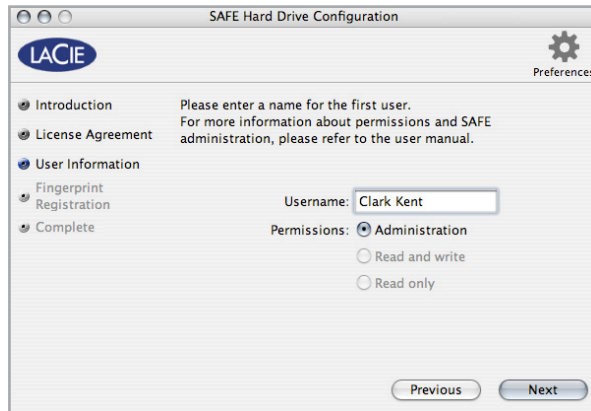 SAFE Hard Drive Configuration
LACIE
Preferences
Introduction
License Agreement
User Information
Fingerprint
Registration
Complete
Please enter a name for the first user.
For more information about permissions and SAFE
administration, please refer to the user manual.
Username: Clark Kent
Permissions: Administration
Read and write
Read only
Previous Next